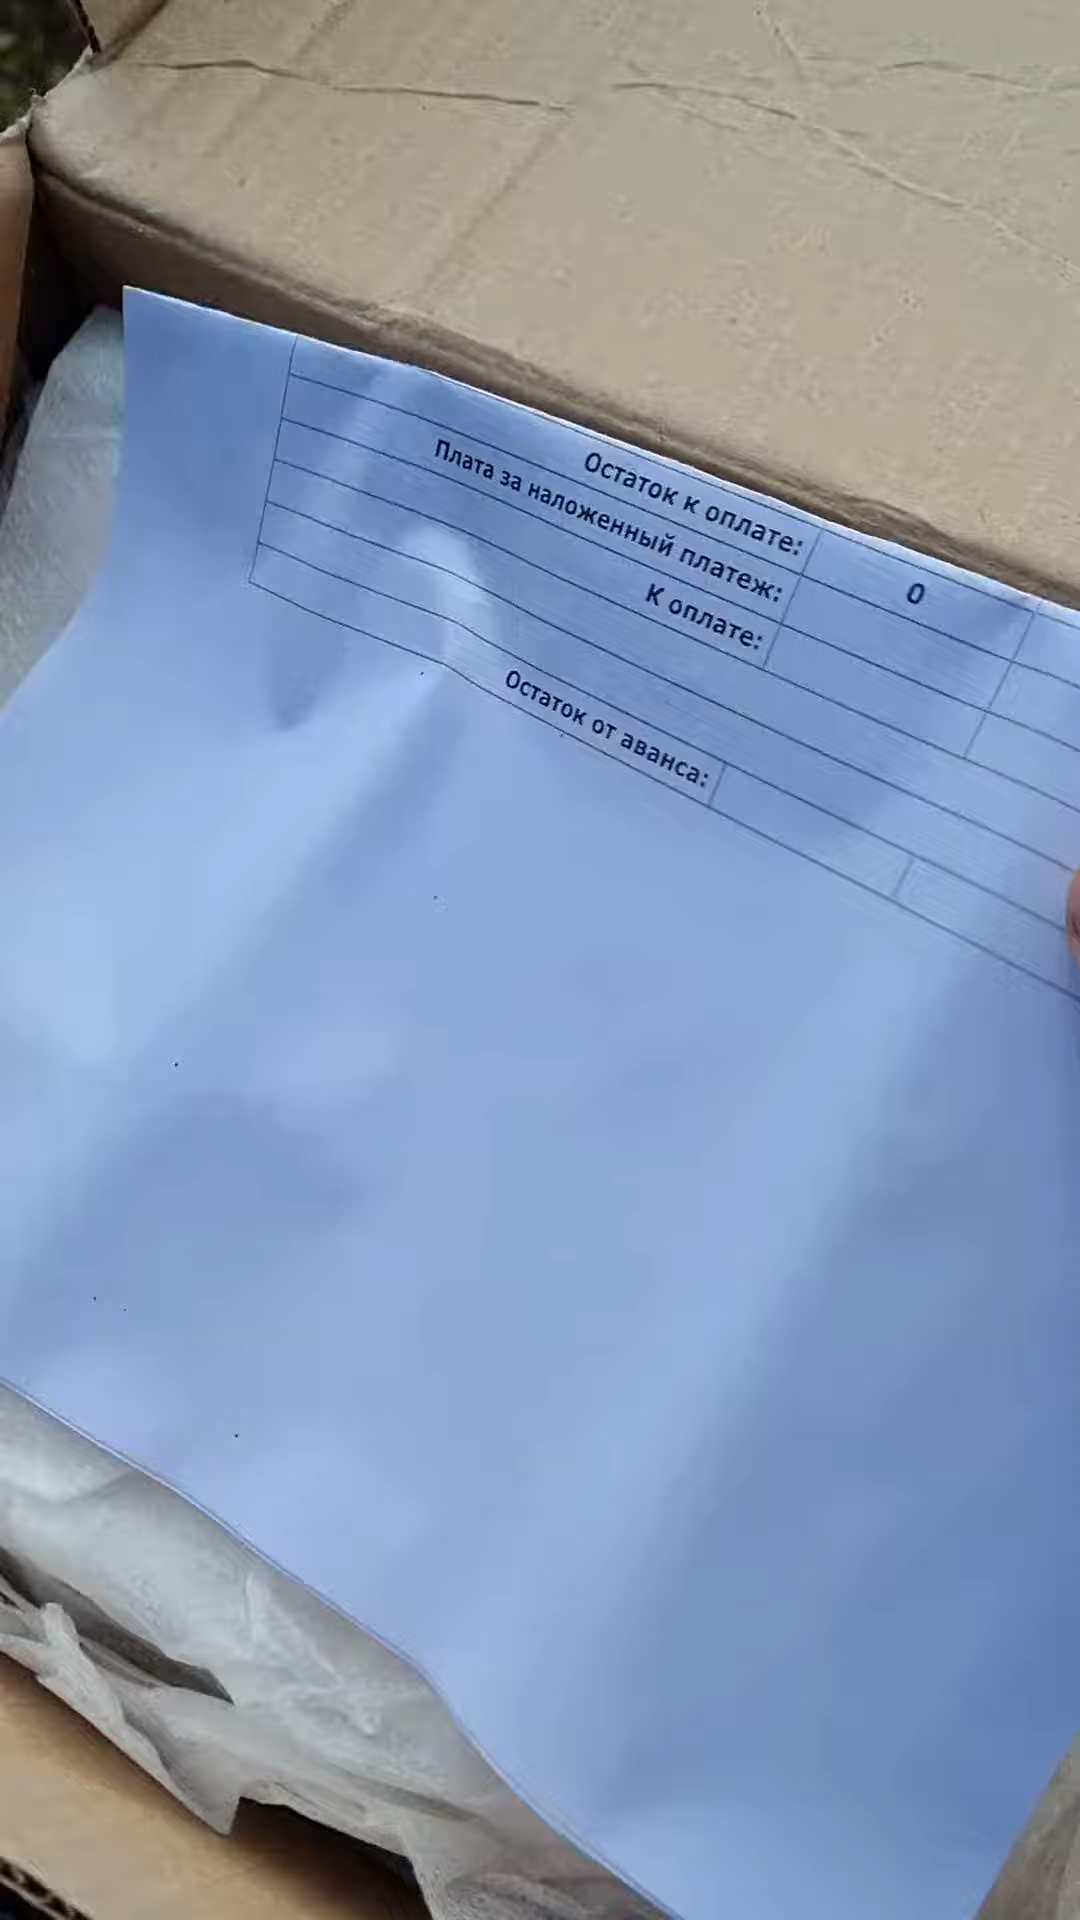 Остаток к оплате: 0
Плата за наложенный платеж:
К оплате:
Остаток от аванса: